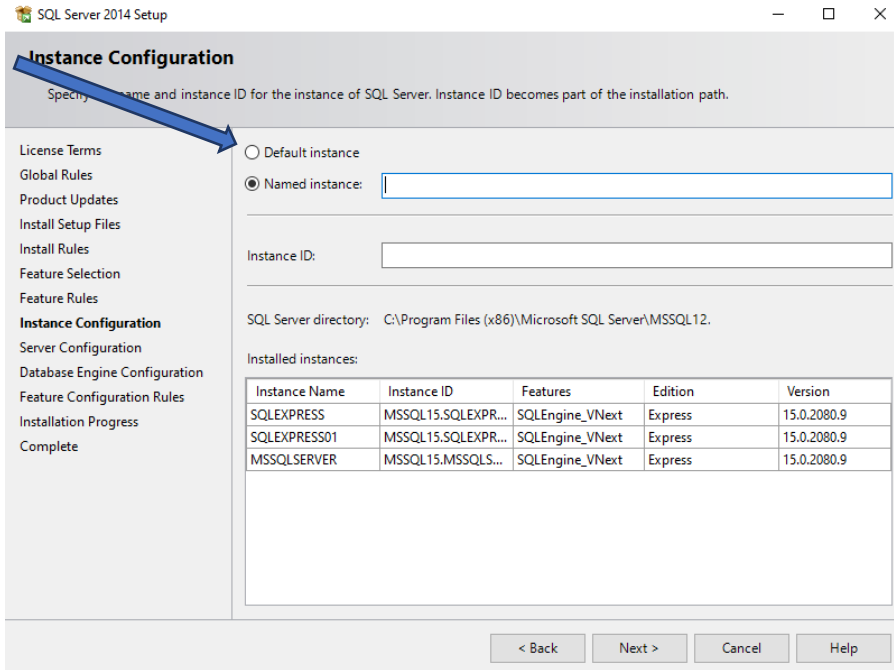 SQL Server 2014 Setup
Instance Configuration
Specify name and instance ID for the instance of SQL Server. Instance ID becomes part of the installation path.
License Terms
Global Rules
Product Updates
Install Setup Files
Install Rules
Feature Selection
Feature Rules
Instance Configuration
Server Configuration
Database Engine Configuration
Feature Configuration Rules
Installation Progress
Complete
Default instance
Named instance:
Instance ID:
SQL Server directory: C:\Program Files (x86)\Microsoft SQL Server\MSSQL12.
Installed instances:
Instance Name Instance ID Features Edition Version
SQLEXPRESS MSSQL15.SQLEXPR... SQLEngine_VNext Express 15.0.2080.9
SQLEXPRESS01 MSSQL15.SQLEXPR... SQLEngine_VNext Express 15.0.2080.9
MSSQLSERVER MSSQL15.MSSQLS... SQLEngine_VNext Express 15.0.2080.9
< Back Next > Cancel Help